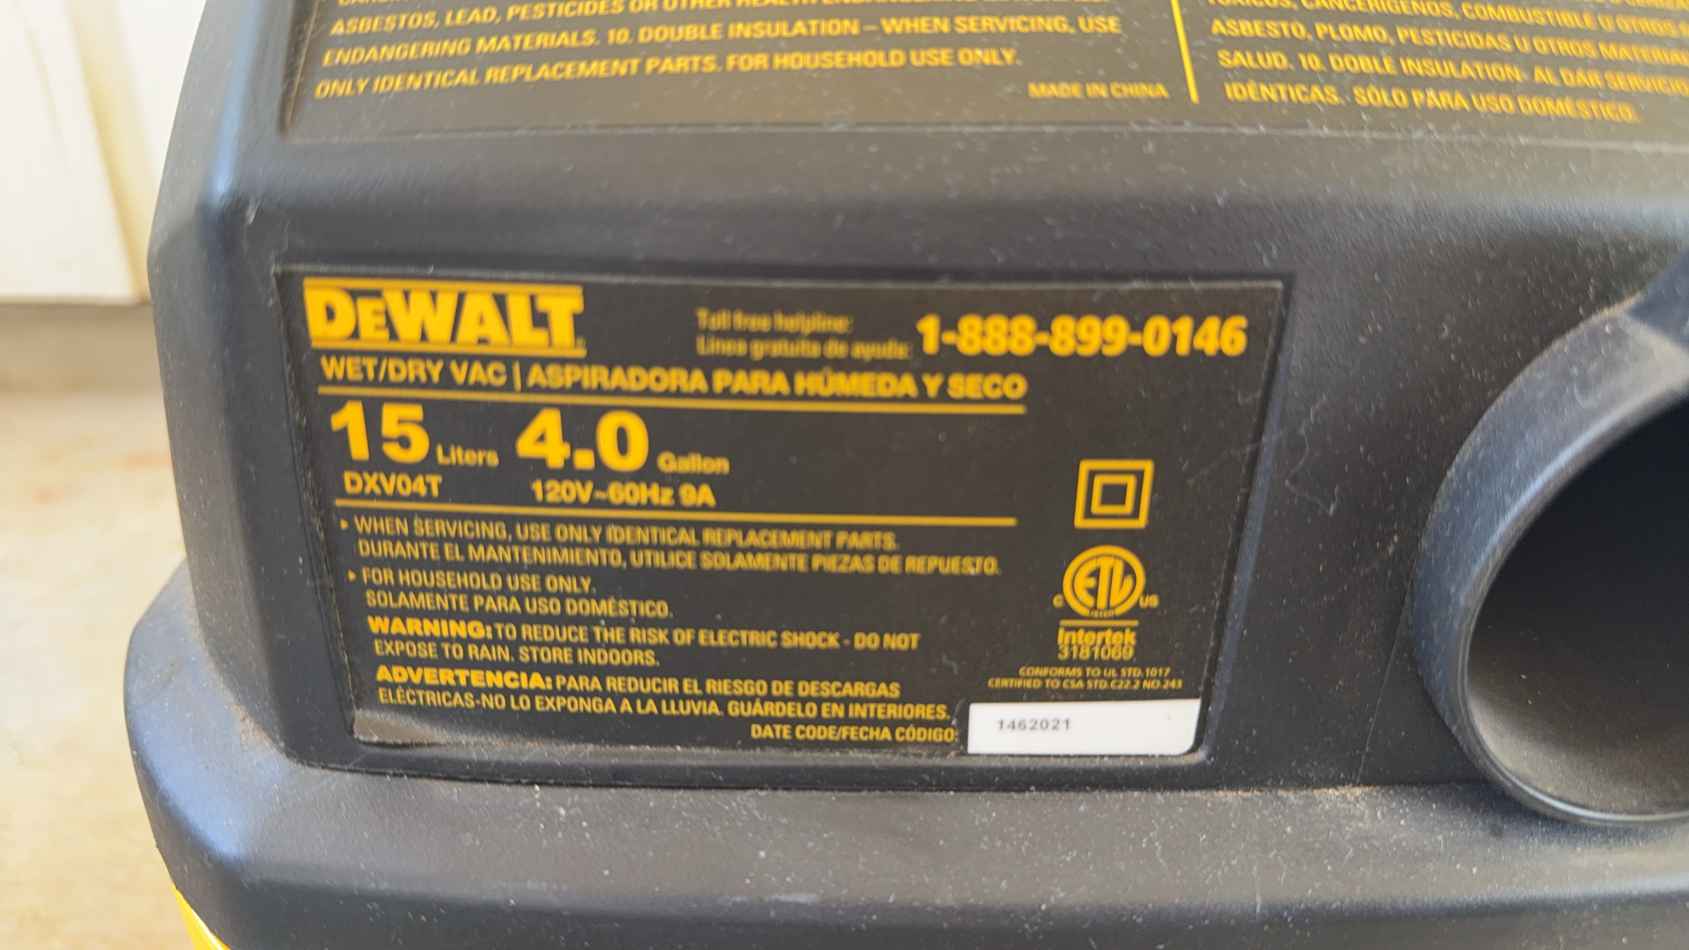 ASBESTOS, LEAD, PESTICIDES OR OTHER HEALTH ENDANGERING
ENDANGERING MATERIALS. 10. DOUBLE INSULATION – WHEN SERVICING, USE
ONLY IDENTICAL REPLACEMENT PARTS. FOR HOUSEHOLD USE ONLY.
MADE IN CHINA
TÓXICOS, CANCERÍGENOS, COMBUSTIBLE U OTROS
ASBESTO, PLOMO, PESTICIDAS U OTROS
SALUD. 10. DOBLE INSULATION- AL DAR SERVICIO
IDÉNTICAS. SÓLO PARA USO DOMÉSTICO.
DEWALT
Toll free helpline:
Línea gratuita de ayuda:
1-888-899-0146
WET/DRY VAC | ASPIRADORA PARA HÚMEDA Y SECO
15 Liters 4.0 Gallon
DXV04T 120V~60Hz 9A
▸ WHEN SERVICING, USE ONLY IDENTICAL REPLACEMENT PARTS.
DURANTE EL MANTENIMIENTO, UTILICE SOLAMENTE PIEZAS DE REPUESTO.
▸ FOR HOUSEHOLD USE ONLY.
SOLAMENTE PARA USO DOMÉSTICO.
WARNING: TO REDUCE THE RISK OF ELECTRIC SHOCK - DO NOT
EXPOSE TO RAIN. STORE INDOORS.
ADVERTENCIA: PARA REDUCIR EL RIESGO DE DESCARGAS
ELÉCTRICAS-NO LO EXPONGA A LA LLUVIA. GUÁRDELO EN INTERIORES.
DATE CODE/FECHA CÓDIGO:
1462021
ETL
C US
LISTED
Intertek
3181069
CONFORMS TO UL STD.1017
CERTIFIED TO CSA STD.C22.2 NO.243